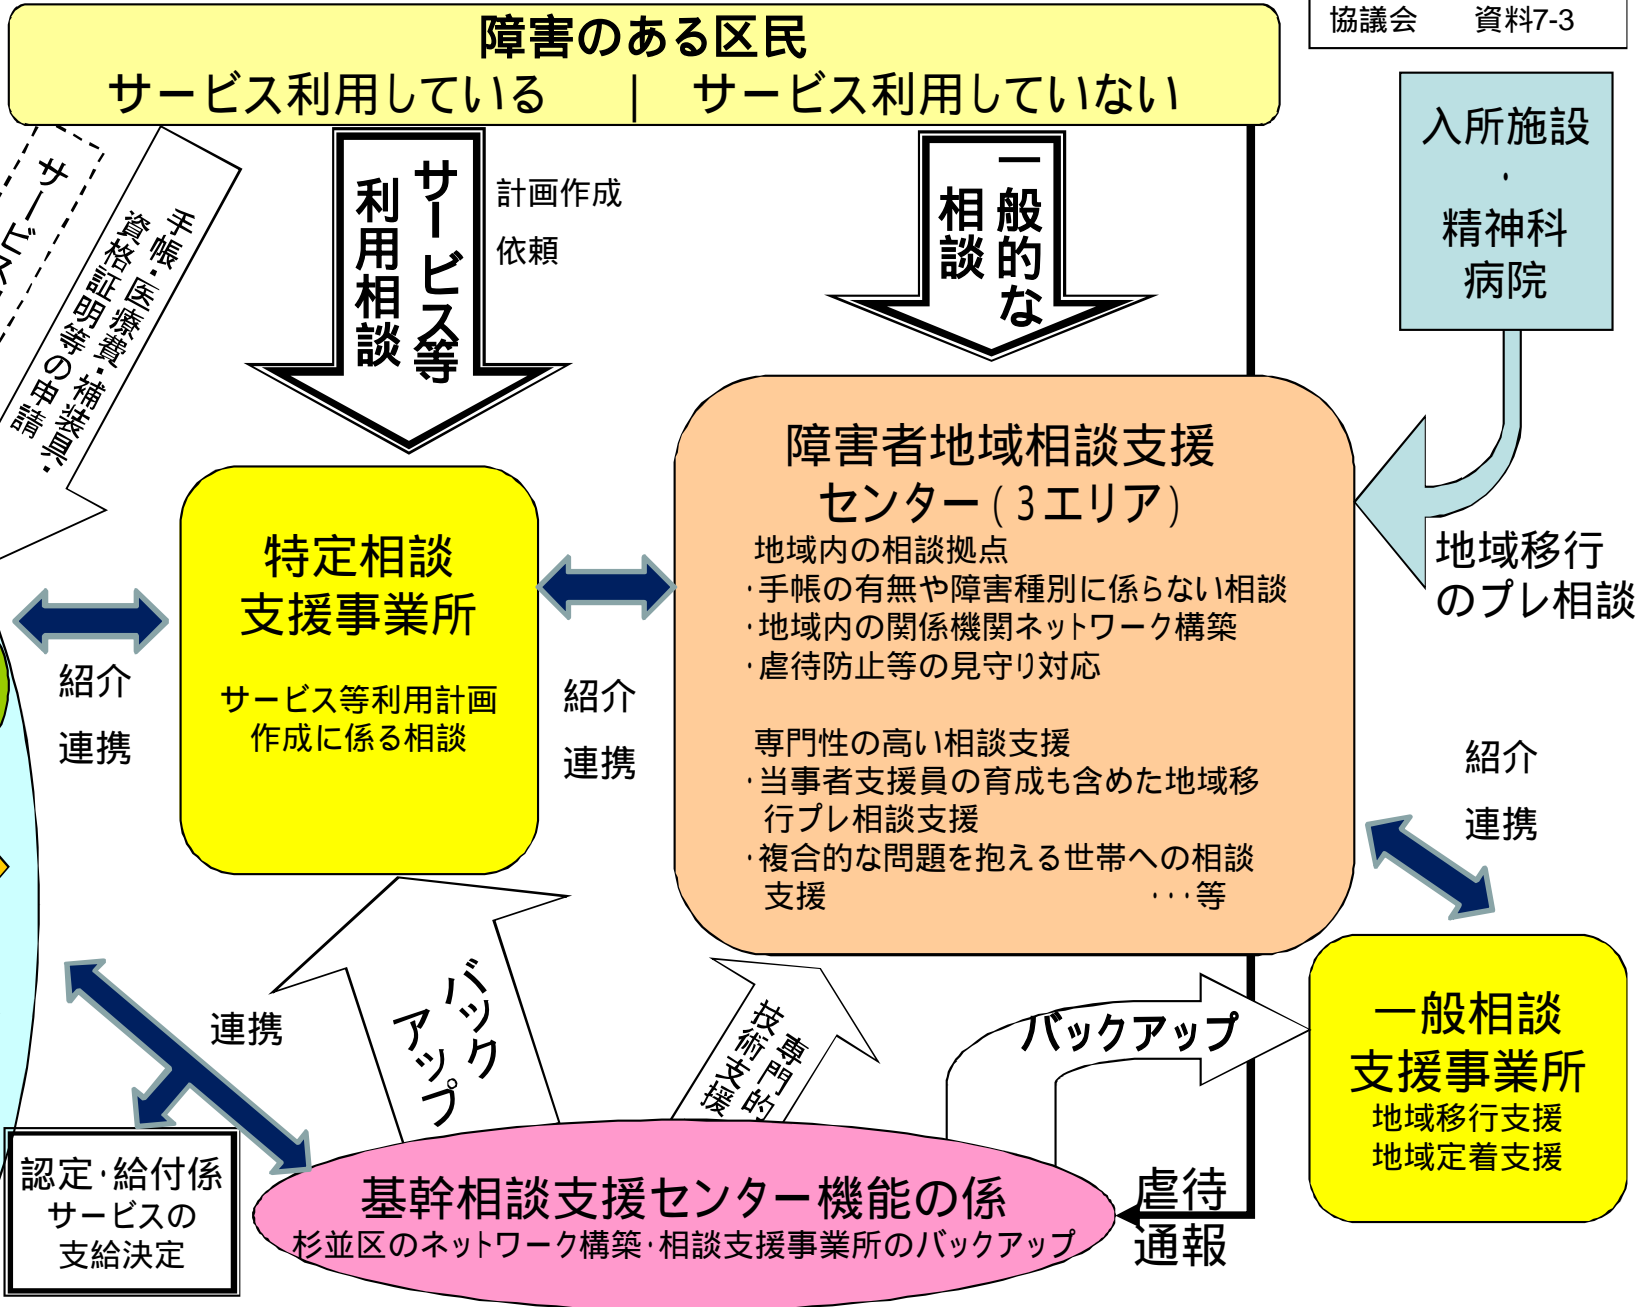 協議会　　資料7-3
障害のある区民
サービス利用している　|　サービス利用していない
サービス
手帳・医療費・補装具・
資格証明等の申請
サービス等
利用相談
計画作成
依頼
一般的な
相談
入所施設
・
精神科
病院
地域移行
のプレ相談
特定相談
支援事業所
サービス等利用計画
作成に係る相談
紹介
連携
紹介
連携
障害者地域相談支援
センター(3エリア)
地域内の相談拠点
・手帳の有無や障害種別に係らない相談
・地域内の関係機関ネットワーク構築
・虐待防止等の見守り対応
専門性の高い相談支援
・当事者支援員の育成も含めた地域移
行プレ相談支援
・複合的な問題を抱える世帯への相談
支援　・・・等
紹介
連携
連携
バック
アップ
専門的
技術支援
バックアップ
一般相談
支援事業所
地域移行支援
地域定着支援
認定・給付係
サービスの
支給決定
基幹相談支援センター機能の係
杉並区のネットワーク構築・相談支援事業所のバックアップ
虐待
通報